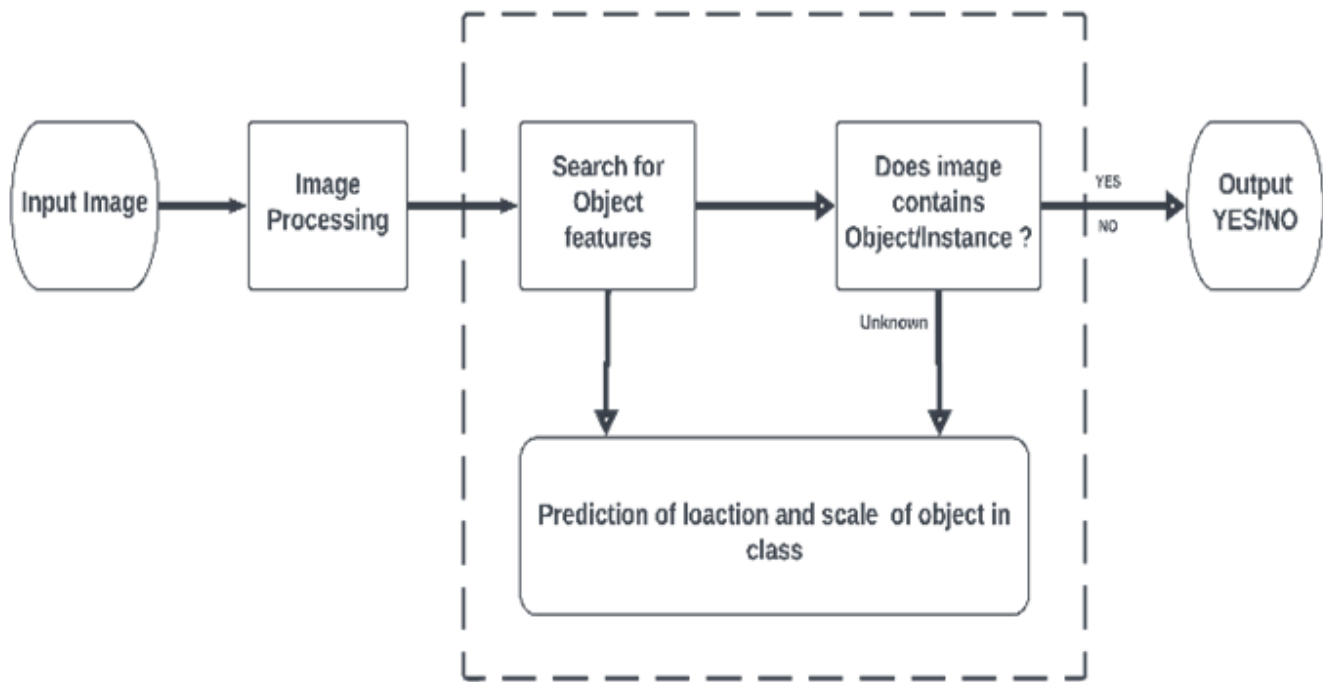 Input Image
Image
Processing
Search for
Object
features
Does image
contains
Object/Instance ?
YES
NO
Output
YES/NO
Unknown
Prediction of loaction and scale of object in
class